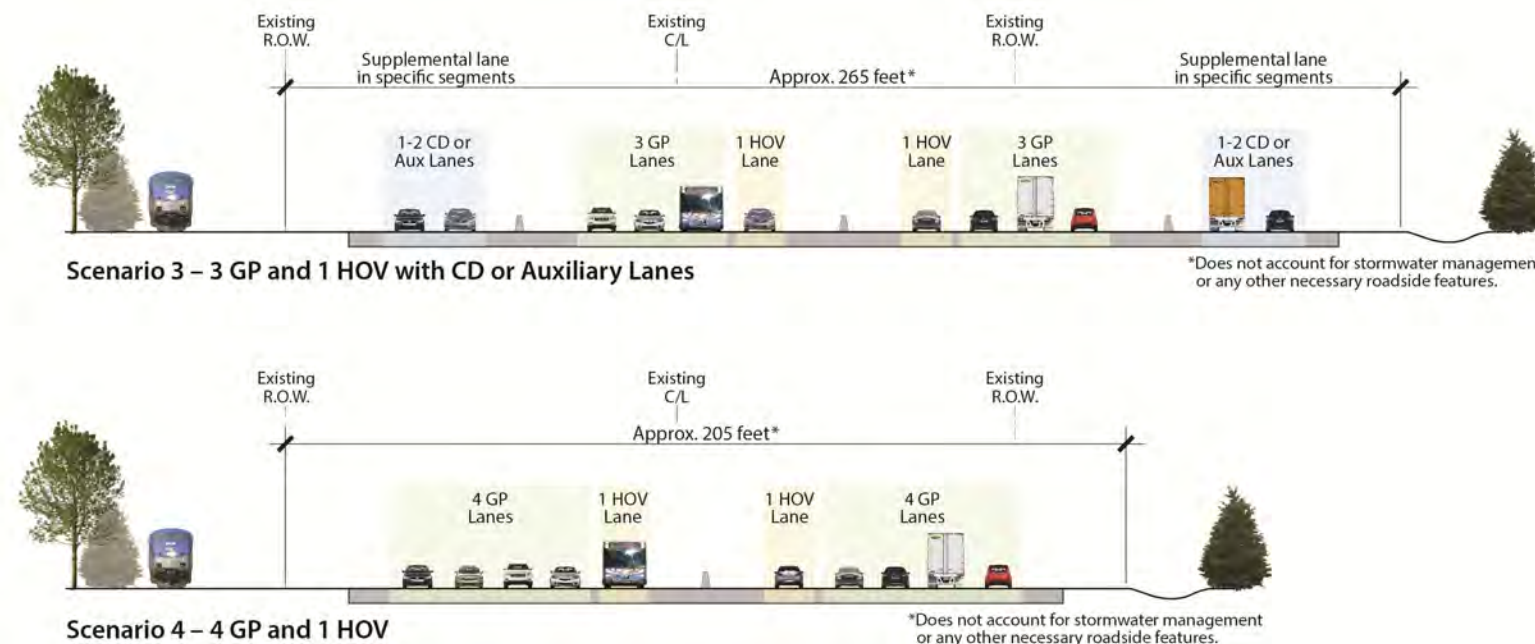 Existing
R.O.W.
Existing
C/L
Existing
R.O.W.
Supplemental lane
in specific segments
Approx. 265 feet*
Supplemental lane
in specific segments
1-2 CD or
Aux Lanes
3 GP
Lanes
1 HOV
Lane
1 HOV
Lane
3 GP
Lanes
1-2 CD or
Aux Lanes
Scenario 3 – 3 GP and 1 HOV with CD or Auxiliary Lanes
*Does not account for stormwater managemen
or any other necessary roadside features.
Existing
R.O.W.
Existing
C/L
Existing
R.O.W.
Approx. 205 feet*
4 GP
Lanes
1 HOV
Lane
1 HOV
Lane
4 GP
Lanes
Scenario 4 – 4 GP and 1 HOV
*Does not account for stormwater management
or any other necessary roadside features.